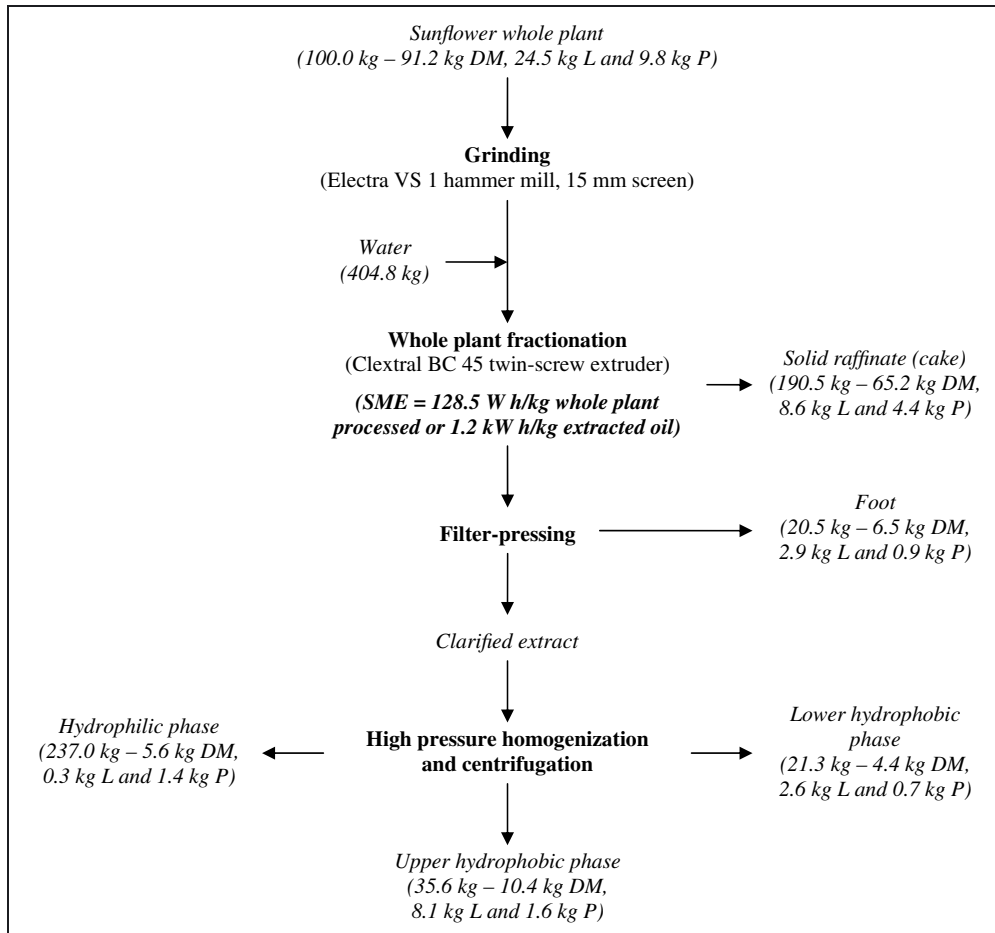 Sunflower whole plant
(100.0 kg – 91.2 kg DM, 24.5 kg L and 9.8 kg P)
Grinding
(Electra VS 1 hammer mill, 15 mm screen)
Water
(404.8 kg)
Whole plant fractionation
(Clextral BC 45 twin-screw extruder)
(SME = 128.5 W h/kg whole plant
processed or 1.2 kW h/kg extracted oil)
Solid raffinate (cake)
(190.5 kg – 65.2 kg DM,
8.6 kg L and 4.4 kg P)
Filter-pressing
Foot
(20.5 kg – 6.5 kg DM,
2.9 kg L and 0.9 kg P)
Clarified extract
Hydrophilic phase
(237.0 kg – 5.6 kg DM,
0.3 kg L and 1.4 kg P)
High pressure homogenization
and centrifugation
Lower hydrophobic
phase
(21.3 kg – 4.4 kg DM,
2.6 kg L and 0.7 kg P)
Upper hydrophobic phase
(35.6 kg – 10.4 kg DM,
8.1 kg L and 1.6 kg P)